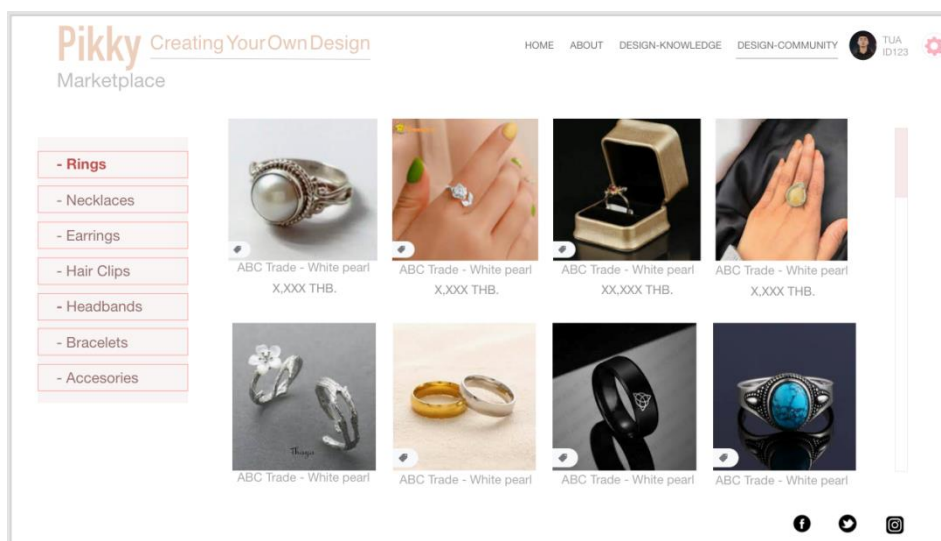 Pikky Creating Your Own Design
Marketplace
HOME ABOUT DESIGN-KNOWLEDGE DESIGN-COMMUNITY TUA
ID123
- Rings
- Necklaces
- Earrings
- Hair Clips
- Headbands
- Bracelets
- Accesories
ABC Trade - White pearl
X,XXX THB.
ABC Trade - White pearl
X,XXX THB.
ABC Trade - White pearl
XX,XXX THB.
ABC Trade - White pearl
X,XXX THB.
Thagu
ABC Trade - White pearl
ABC Trade - White pearl
ABC Trade - White pearl
ABC Trade - White pearl